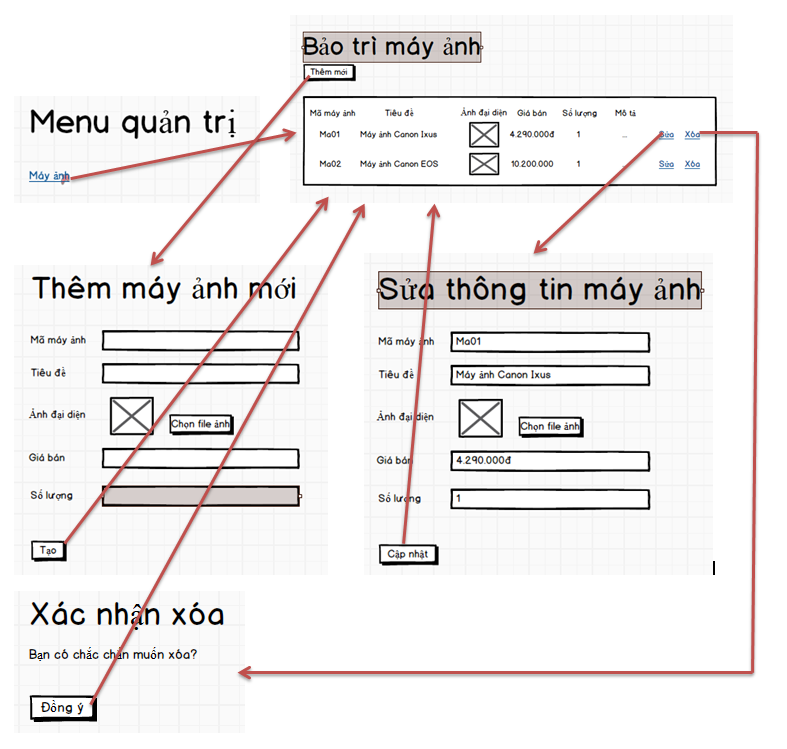 Bảo trì máy ảnh
Thêm mới
Mã máy ảnh Tiêu đề Ảnh đại diện Giá bán Số lượng Mô tả
Ma01 Máy ảnh Canon Ixus 4.290.000đ 1 ... Sửa Xóa
Ma02 Máy ảnh Canon EOS 10.200.000 1 Sửa Xóa
Menu quản trị
Máy ảnh
Thêm máy ảnh mới
Mã máy ảnh
Tiêu đề
Ảnh đại diện Chọn file ảnh
Giá bán
Số lượng
Tạo
Sửa thông tin máy ảnh
Mã máy ảnh Ma01
Tiêu đề Máy ảnh Canon Ixus
Ảnh đại diện Chọn file ảnh
Giá bán 4.290.000đ
Số lượng 1
Cập nhật
Xác nhận xóa
Bạn có chắc chắn muốn xóa?
Đồng ý